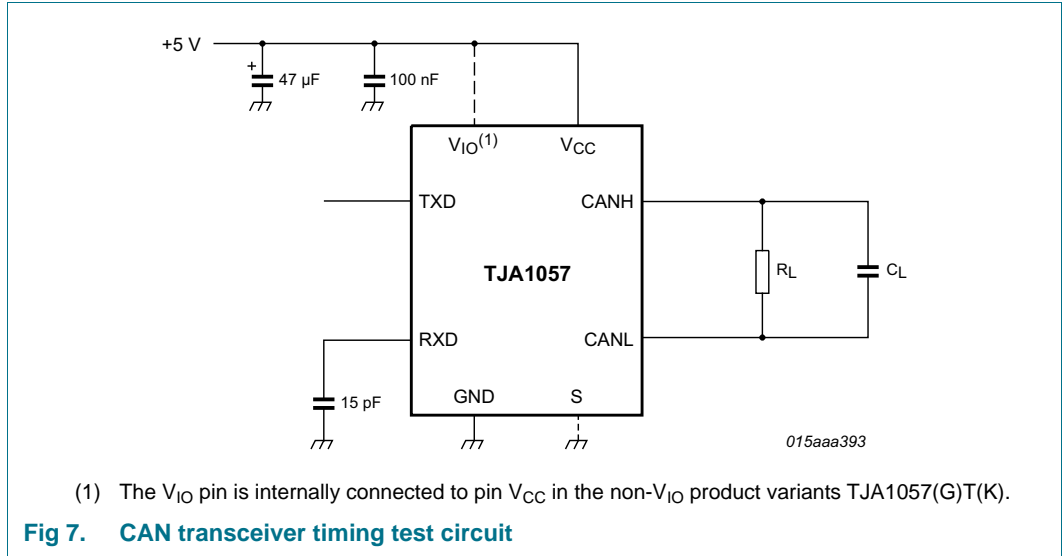 +5 V
+
47 µF
100 nF
VIO(1)
VCC
TXD
CANH
TJA1057
RL
CL
RXD
CANL
15 pF
GND
S
015aaa393
(1) The VIO pin is internally connected to pin VCC in the non-VIO product variants TJA1057(G)T(K).
Fig 7. CAN transceiver timing test circuit